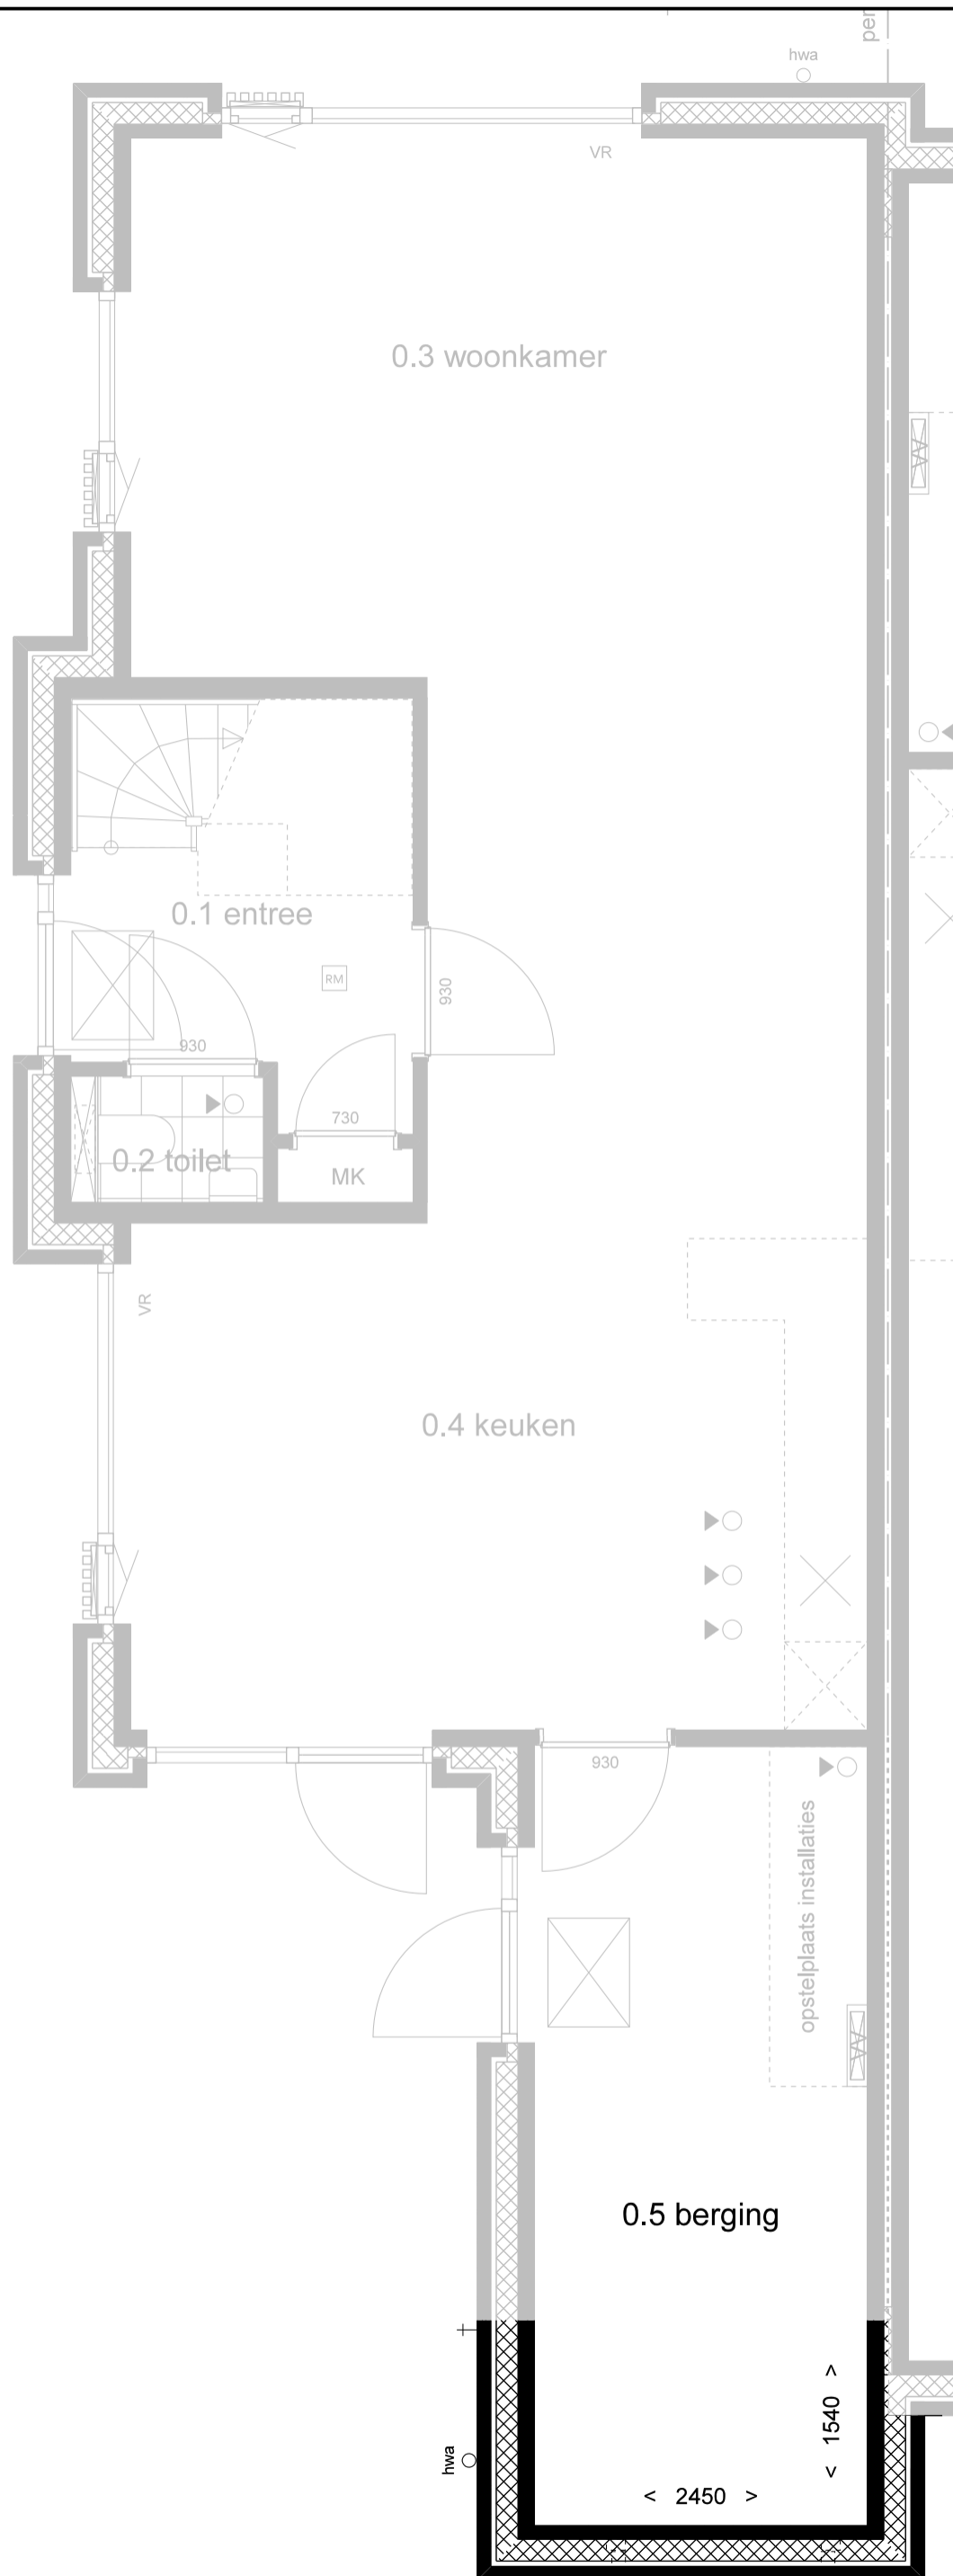 per
hwa
VR
0.3 woonkamer
0.1 entree
RM
930
930
730
0.2 toilet
MK
VR
0.4 keuken
930
opstelplaats installaties
0.5 berging
< 1540 >
hwa
< 2450 >